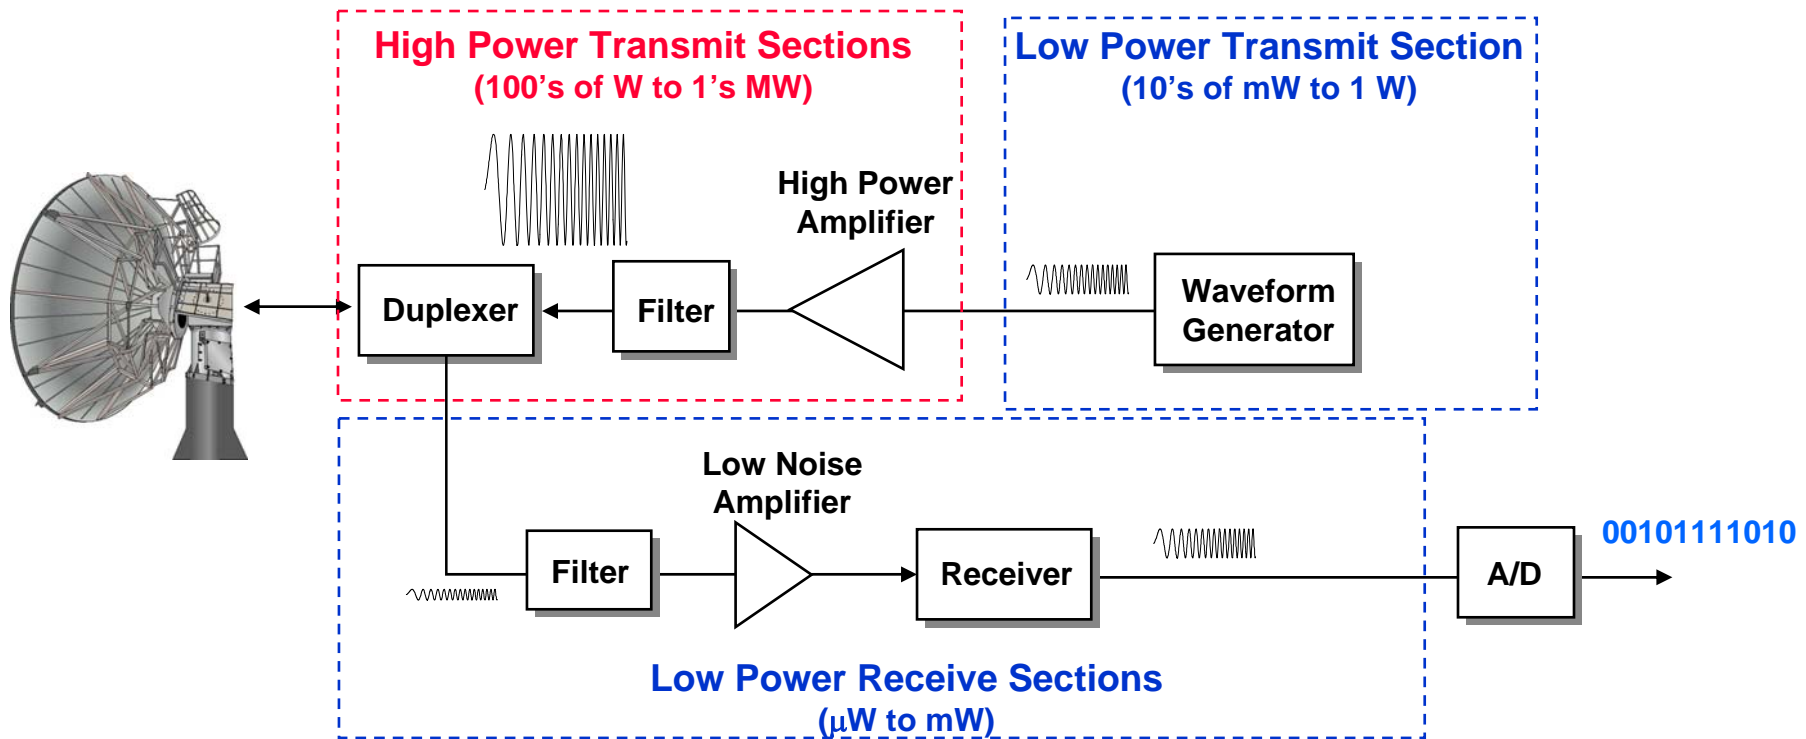 High Power Transmit Sections
(100’s of W to 1’s MW)
Low Power Transmit Section
(10’s of mW to 1 W)
High Power
Amplifier
Duplexer
Filter
Waveform
Generator
Low Noise
Amplifier
Filter
Receiver
A/D
00101111010
Low Power Receive Sections
(μW to mW)